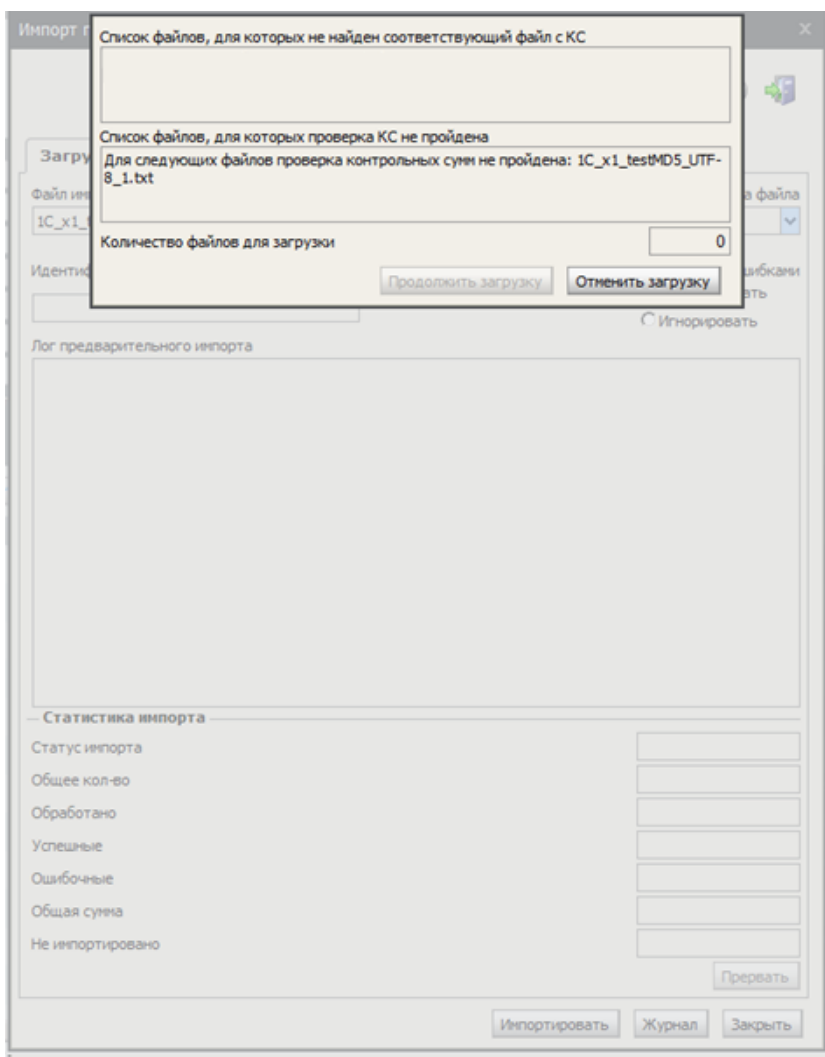 Импорт
Список файлов, для которых не найден соответствующий файл с КС
Список файлов, для которых проверка КС не пройдена
Для следующих файлов проверка контрольных сумм не пройдена: 1C_x1_testMD5_UTF-
8_1.txt
Загру
Файл им
а файла
1C_x1_
Количество файлов для загрузки
0
Идентиф
Продолжить загрузку
Отменить загрузку
шибками
ать
Игнорировать
Лог предварительного импорта
Статистика импорта
Статус импорта
Общее кол-во
Обработано
Успешные
Ошибочные
Общая сумма
Не импортировано
Прервать
Импортировать
Журнал
Закрыть